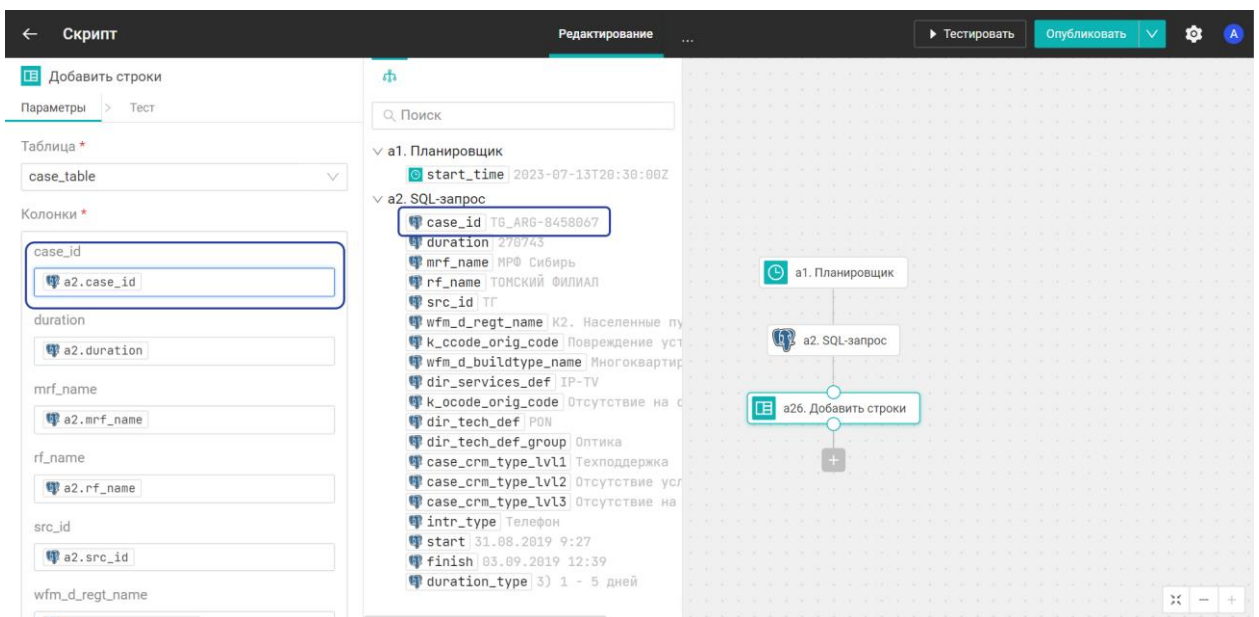 ← Скрипт
Редактирование
...
Тестировать
Опубликовать
A
Добавить строки
Параметры > Тест
Таблица *
case_table
Колонки *
case_id
a2.case_id
duration
a2.duration
mrf_name
a2.mrf_name
rf_name
a2.rf_name
src_id
a2.src_id
wfm_d_regt_name
Поиск
а1. Планировщик
start_time 2023-07-13T20:30:00Z
а2. SQL-запрос
case_id TG_ARG-8458067
duration 270743
mrf_name МРФ Сибирь
rf_name ТОМСКИЙ ФИЛИАЛ
src_id ТГ
wfm_d_regt_name К2. Населенные пу
k_ccode_orig_code Повреждение уст
wfm_d_buildtype_name Многоквартир
dir_services_def IP-TV
k_ocode_orig_code Отсутствие на с
dir_tech_def PON
dir_tech_def_group Оптика
case_crm_type_lvl1 Техподдержка
case_crm_type_lvl2 Отсутствие усл
case_crm_type_lvl3 Отсутствие на
intr_type Телефон
start 31.08.2019 9:27
finish 03.09.2019 12:39
duration_type 3) 1 - 5 дней
а1. Планировщик
а2. SQL-запрос
а26. Добавить строки